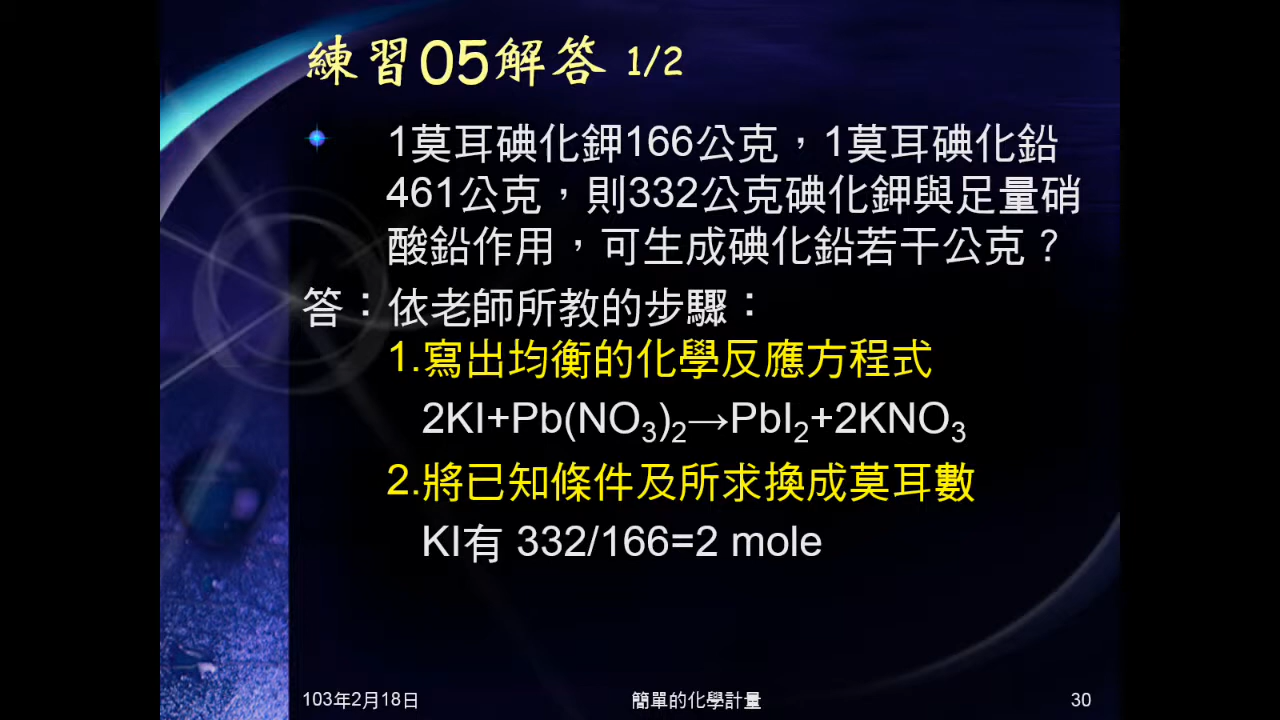 練習05解答 1/2
1莫耳碘化鉀166公克，1莫耳碘化鉛
461公克，則332公克碘化鉀與足量硝
酸鉛作用，可生成碘化鉛若干公克？
答：依老師所教的步驟：
1.寫出均衡的化學反應方程式
2KI+Pb(NO₃)₂→PbI₂+2KNO₃
2.將已知條件及所求換成莫耳數
KI有 332/166=2 mole
103年2月18日 簡單的化學計量 30